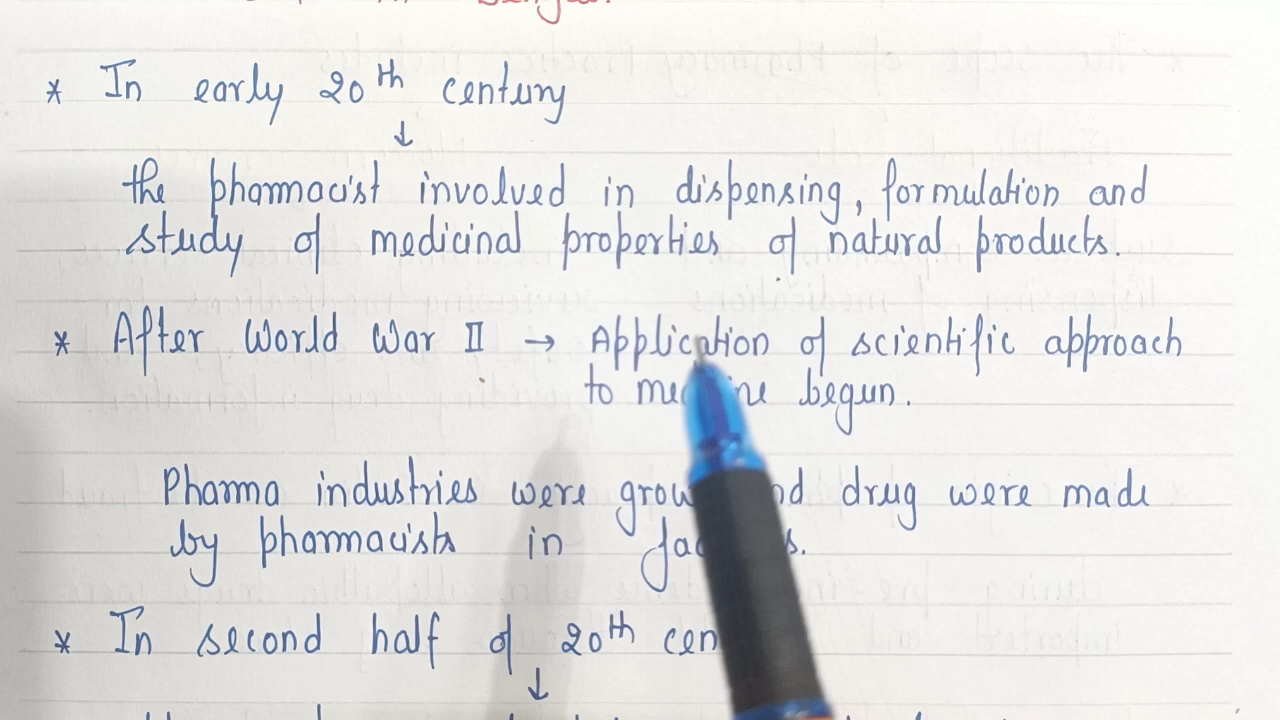 * In early 20th century
↓
the pharmacist involved in dispensing, formulation and
study of medicinal properties of natural products.
* After World War II → Application of scientific approach
to begun.
Pharma industries were drug were made
by pharmacists in
* In second half of 20th
↓